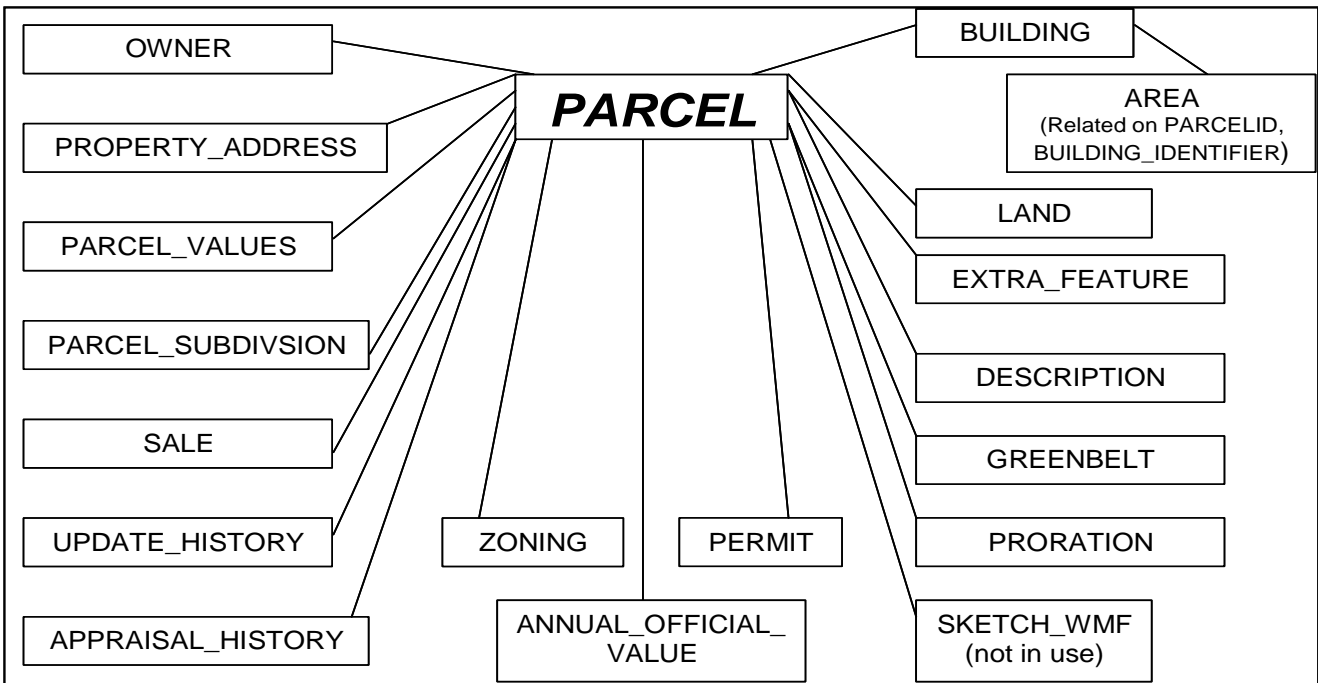 OWNER
BUILDING
PARCEL
AREA
(Related on PARCELID,
BUILDING_IDENTIFIER)
PROPERTY_ADDRESS
LAND
PARCEL_VALUES
EXTRA_FEATURE
PARCEL_SUBDIVSION
DESCRIPTION
SALE
GREENBELT
UPDATE_HISTORY
ZONING
PERMIT
PRORATION
APPRAISAL_HISTORY
ANNUAL_OFFICIAL_
VALUE
SKETCH_WMF
(not in use)